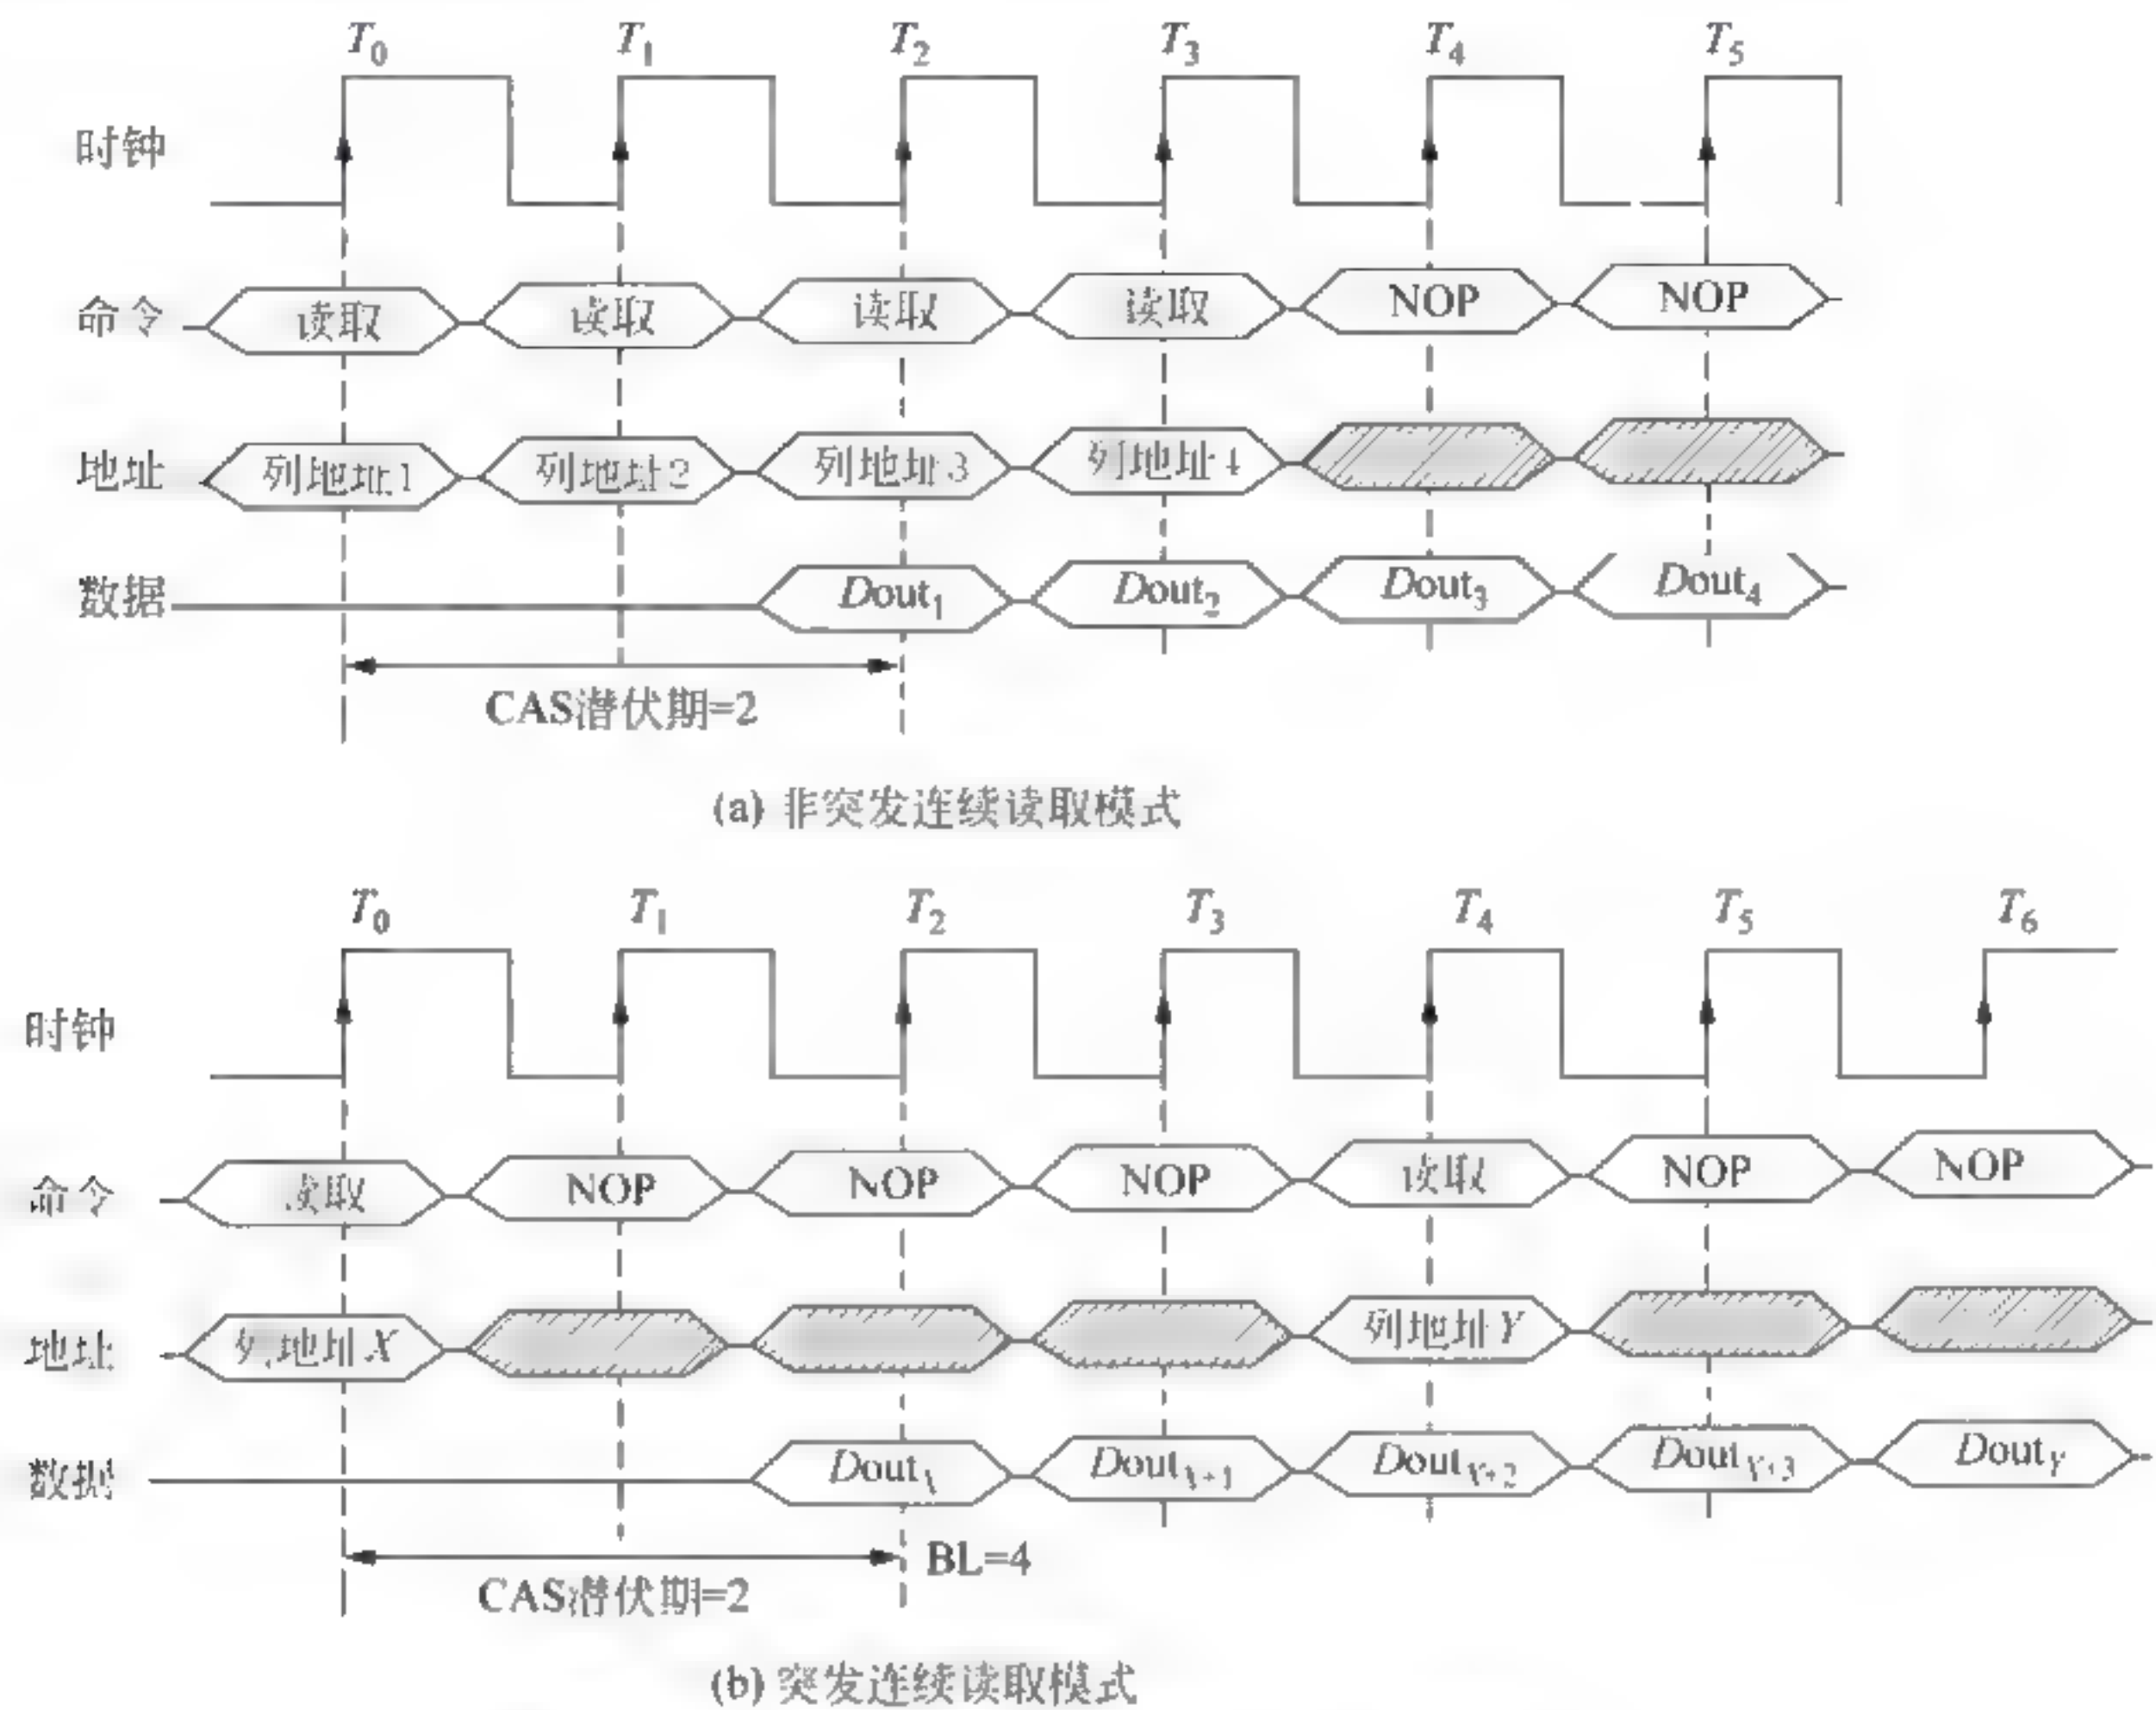 T₀ T₁ T₂ T₃ T₄ T₅
时钟
命令 读取 读取 读取 读取 NOP NOP
地址 列地址1 列地址2 列地址3 列地址4
数据 Dout₁ Dout₂ Dout₃ Dout₄
CAS潜伏期=2
(a) 非突发连续读取模式
T₀ T₁ T₂ T₃ T₄ T₅ T₆
时钟
命令 读取 NOP NOP NOP 读取 NOP NOP
地址 列地址X 列地址Y
数据 Dout Dout Dout Dout Dout_Y
BL=4
CAS潜伏期=2
(b) 突发连续读取模式